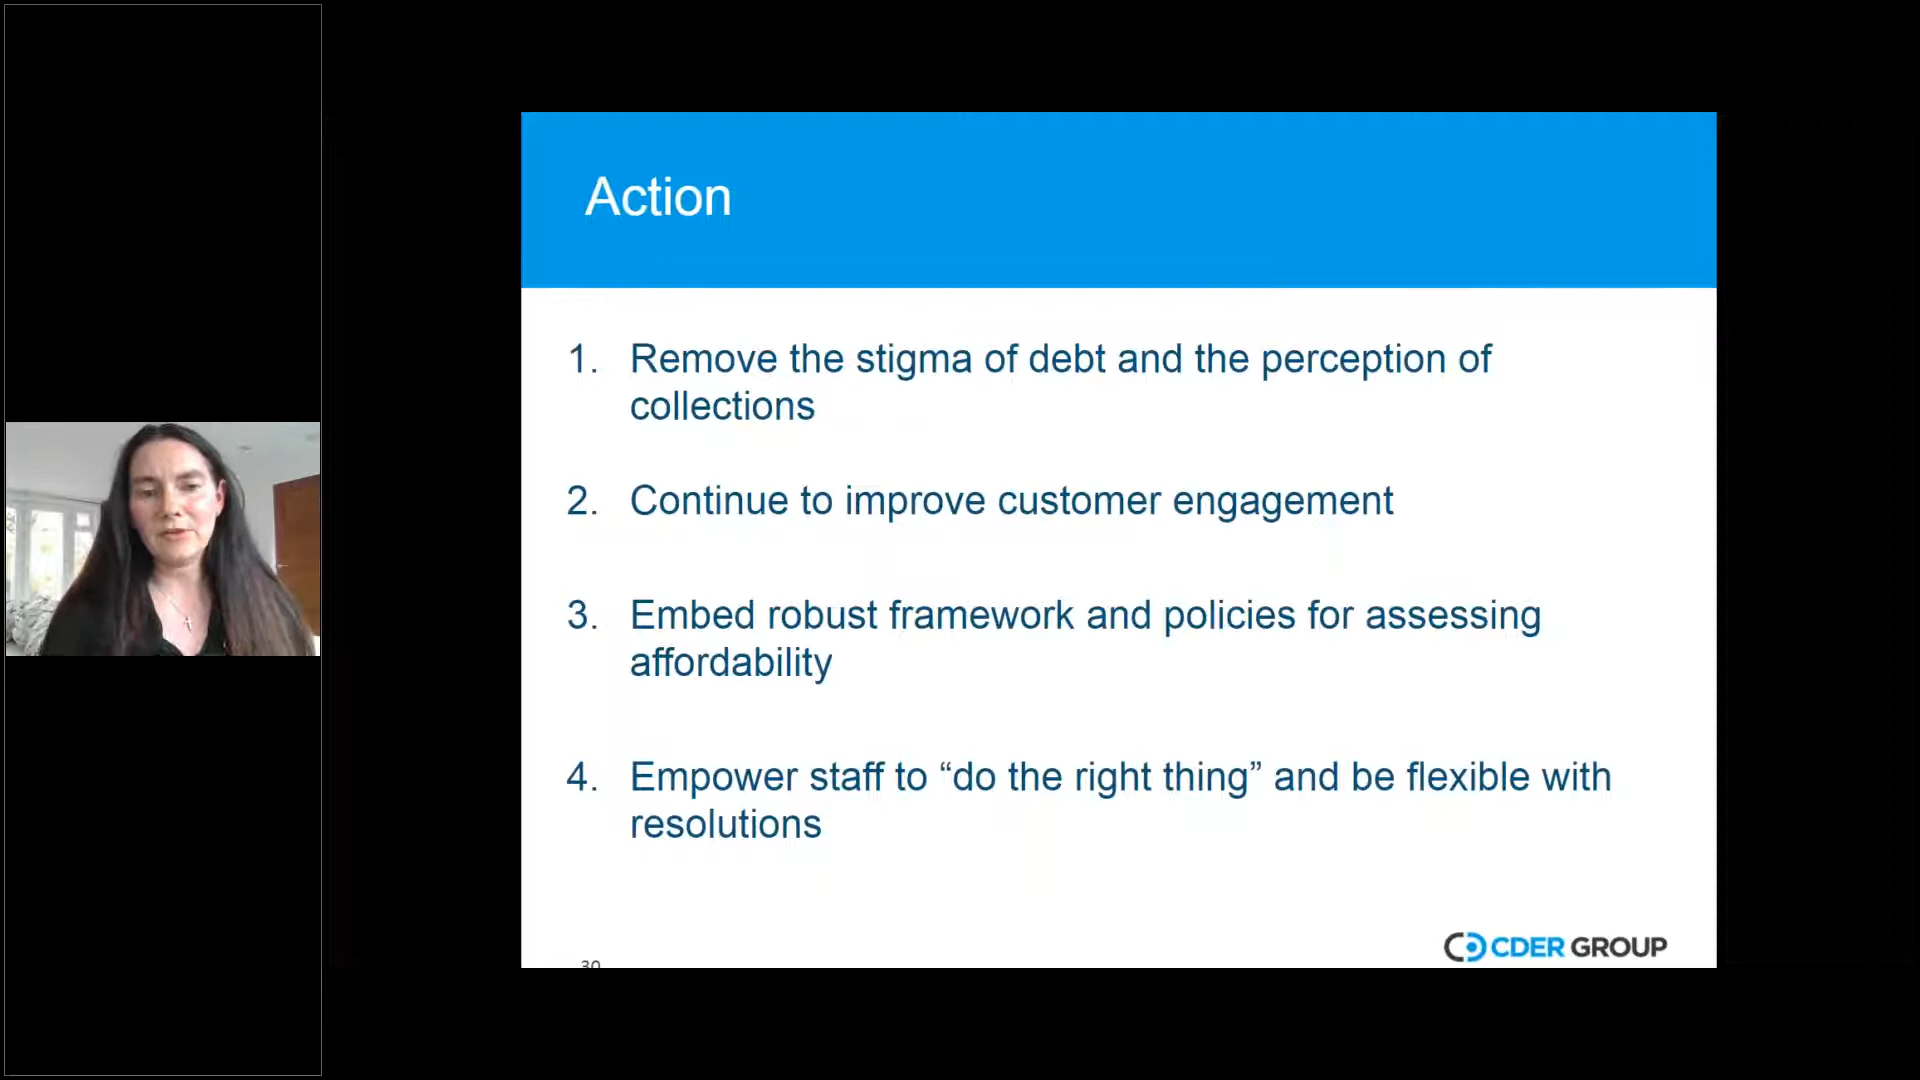 Action
1. Remove the stigma of debt and the perception of
collections
2. Continue to improve customer engagement
3. Embed robust framework and policies for assessing
affordability
4. Empower staff to “do the right thing” and be flexible with
resolutions
CDER GROUP
30